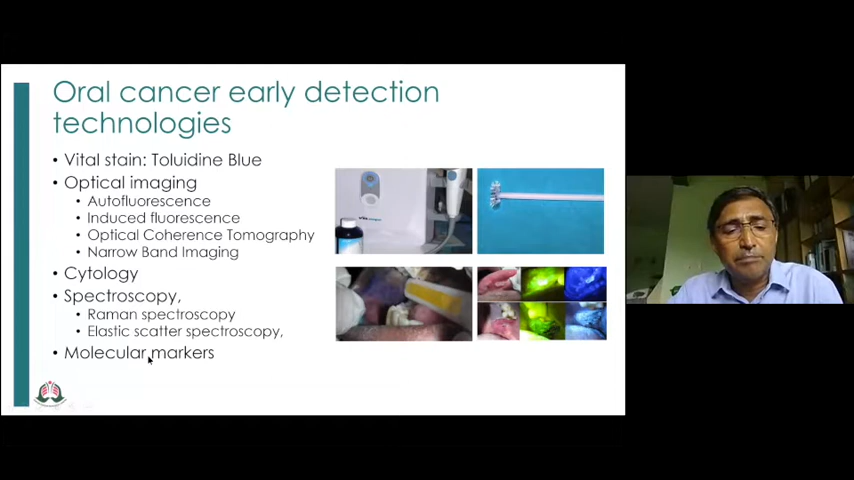 Oral cancer early detection
technologies
• Vital stain: Toluidine Blue
• Optical imaging
• Autofluorescence
• Induced fluorescence
• Optical Coherence Tomography
• Narrow Band Imaging
• Cytology
• Spectroscopy,
• Raman spectroscopy
• Elastic scatter spectroscopy,
• Molecular markers